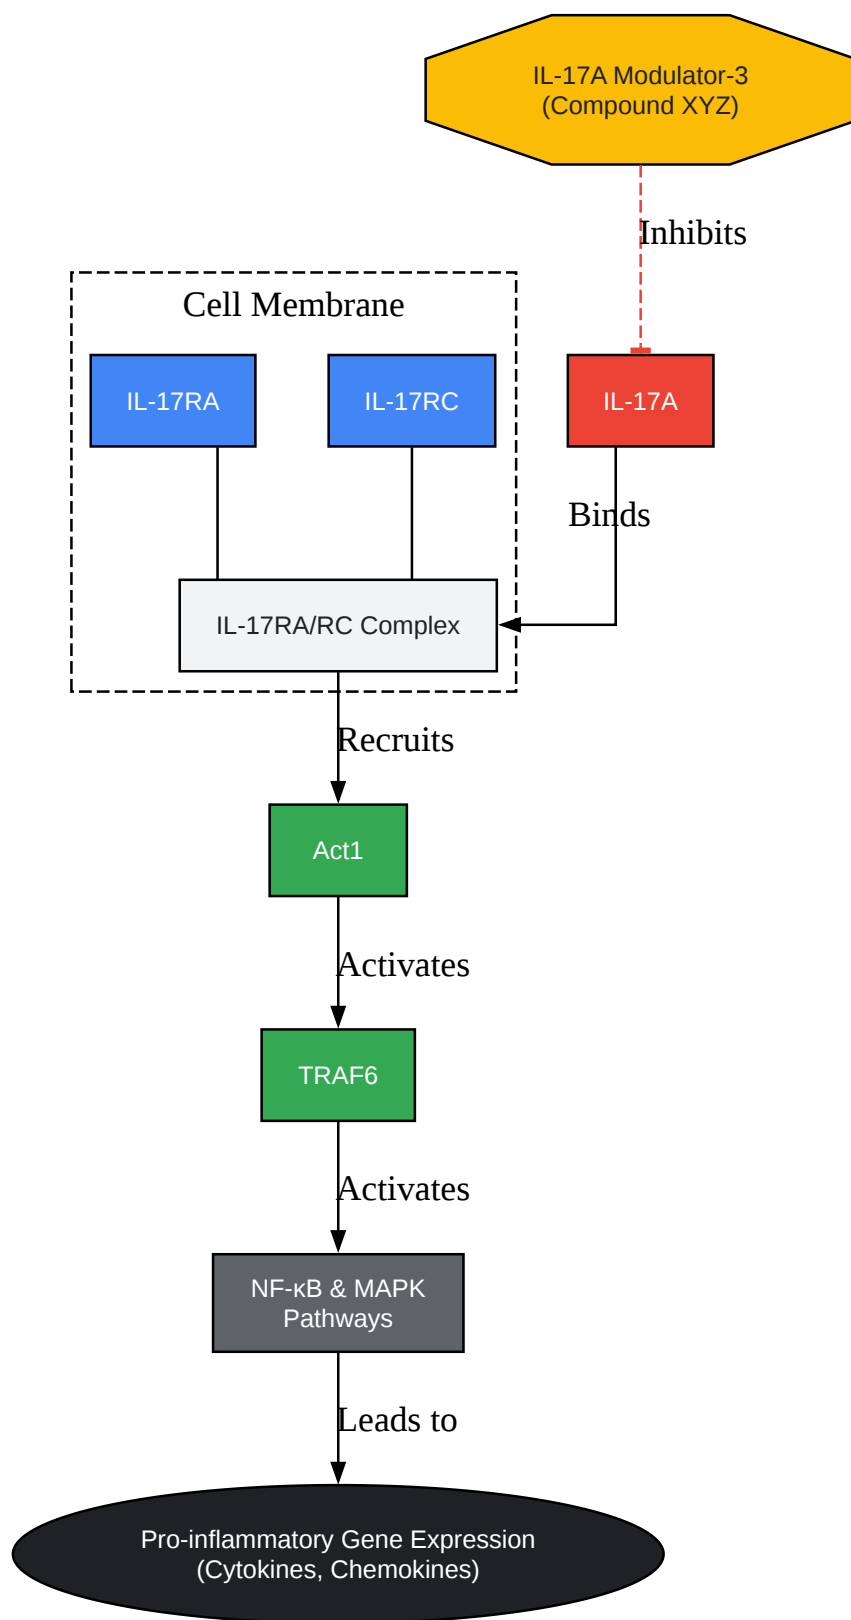 IL-17A Modulator-3
(Compound XYZ)
Inhibits
Cell Membrane
IL-17RA
IL-17RC
IL-17A
Binds
IL-17RA/RC Complex
Recruits
Act1
Activates
TRAF6
Activates
NF-κB & MAPK
Pathways
Leads to
Pro-inflammatory Gene Expression
(Cytokines, Chemokines)